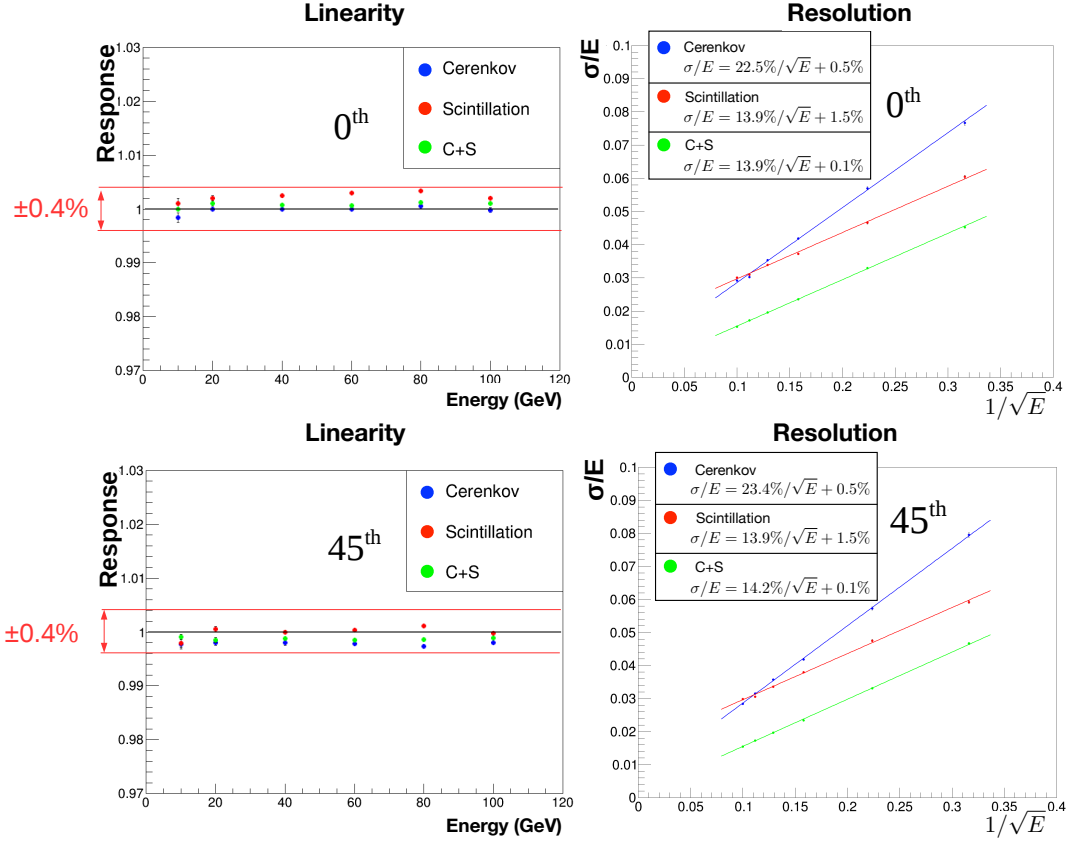 Linearity
Response
1.03
1.02
1.01
1
0.99
0.98
0.97
0
20
40
60
80
100
120
Energy (GeV)
Cerenkov
Scintillation
C+S
0th
±0.4%
Resolution
σ/E
0.1
0.09
0.08
0.07
0.06
0.05
0.04
0.03
0.02
0.01
0
0
0.05
0.1
0.15
0.2
0.25
0.3
0.35
0.4
1/√E
Cerenkov
σ/E = 22.5%/√E + 0.5%
Scintillation
σ/E = 13.9%/√E + 1.5%
C+S
σ/E = 13.9%/√E + 0.1%
0th
Linearity
Response
1.03
1.02
1.01
1
0.99
0.98
0.97
0
20
40
60
80
100
120
Energy (GeV)
Cerenkov
Scintillation
C+S
45th
±0.4%
Resolution
σ/E
0.1
0.09
0.08
0.07
0.06
0.05
0.04
0.03
0.02
0.01
0
0
0.05
0.1
0.15
0.2
0.25
0.3
0.35
0.4
1/√E
Cerenkov
σ/E = 23.4%/√E + 0.5%
Scintillation
σ/E = 13.9%/√E + 1.5%
C+S
σ/E = 14.2%/√E + 0.1%
45th